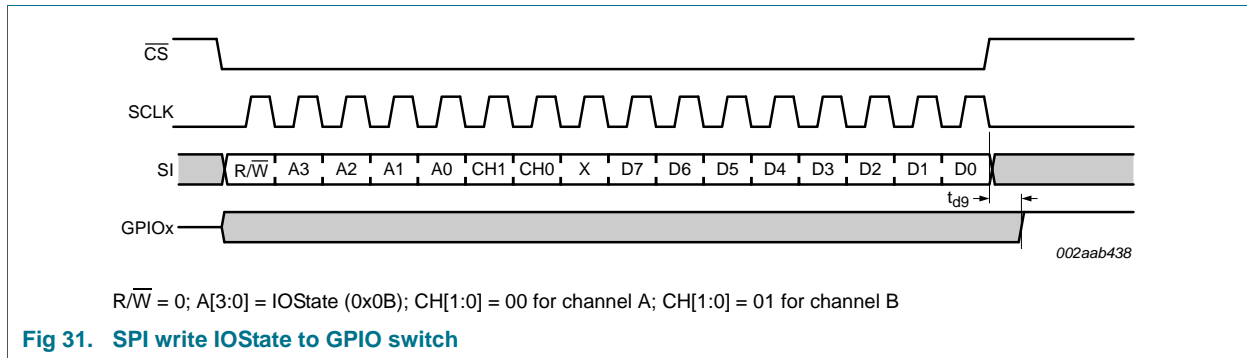 CS
SCLK
SI R/W A3 A2 A1 A0 CH1 CH0 X D7 D6 D5 D4 D3 D2 D1 D0
td9
GPIOx
002aab438
R/W = 0; A[3:0] = IOState (0x0B); CH[1:0] = 00 for channel A; CH[1:0] = 01 for channel B
Fig 31. SPI write IOState to GPIO switch